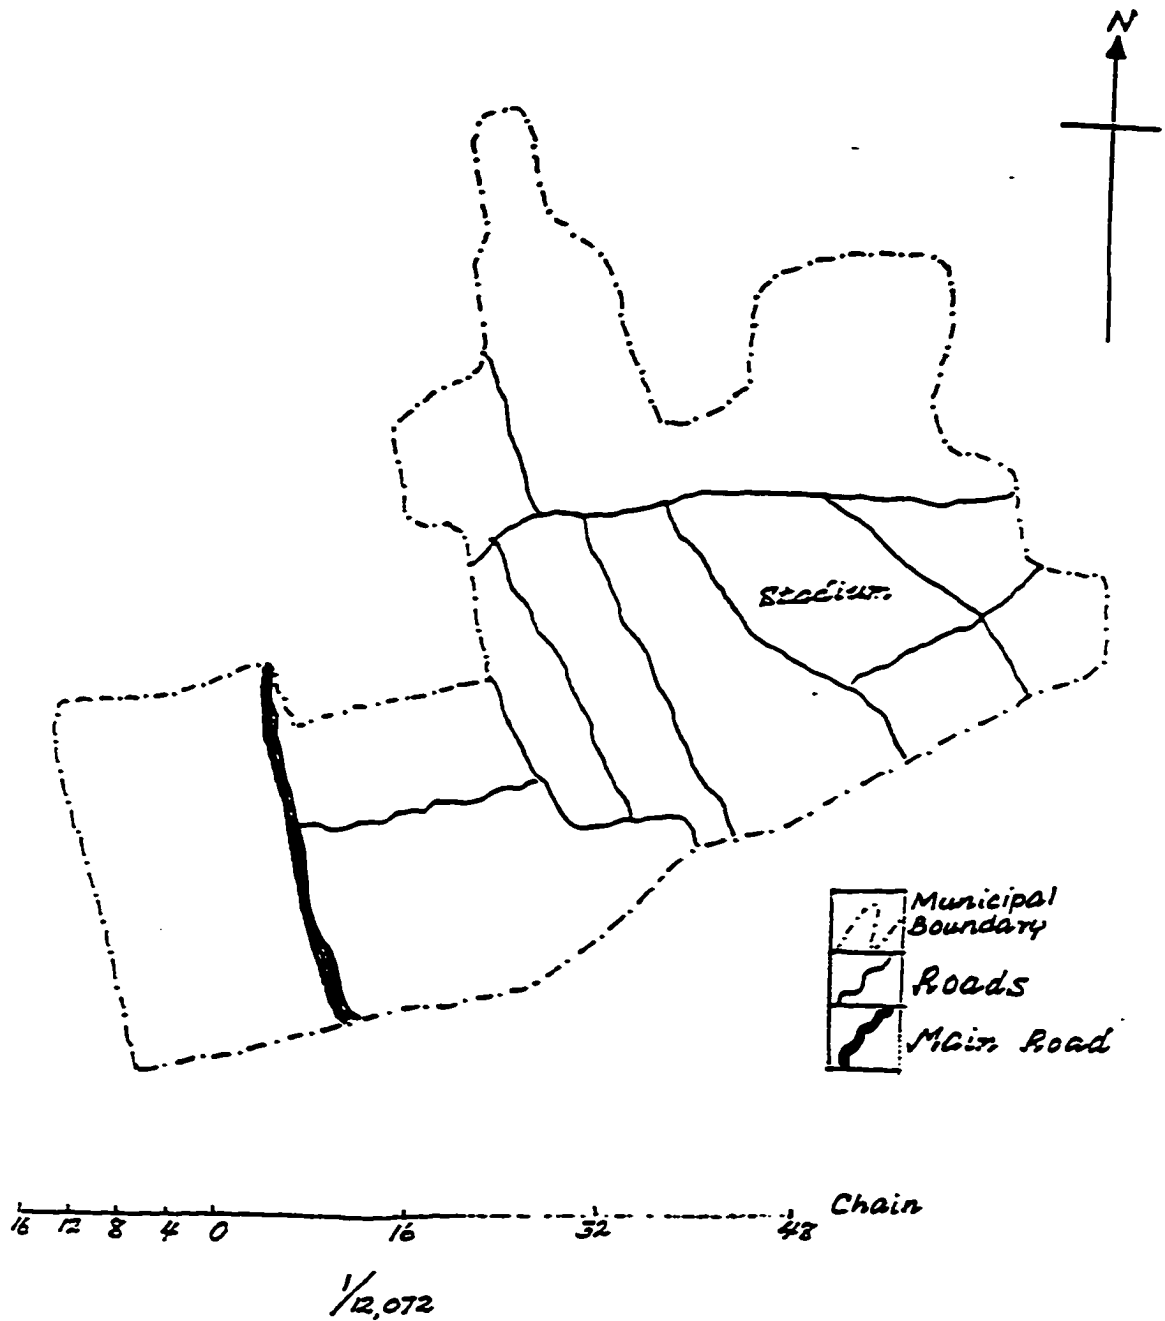 N
Stadium
Municipal
Boundary
Roads
Main Road
Chain
16 12 8 4 0 16 32 48
1/12,072